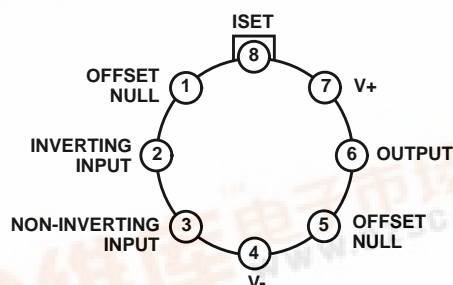 ISET
8
OFFSET
NULL
1
7
V+
INVERTING
INPUT
2
6
OUTPUT
NON-INVERTING
INPUT
3
5
OFFSET
NULL
4
V-